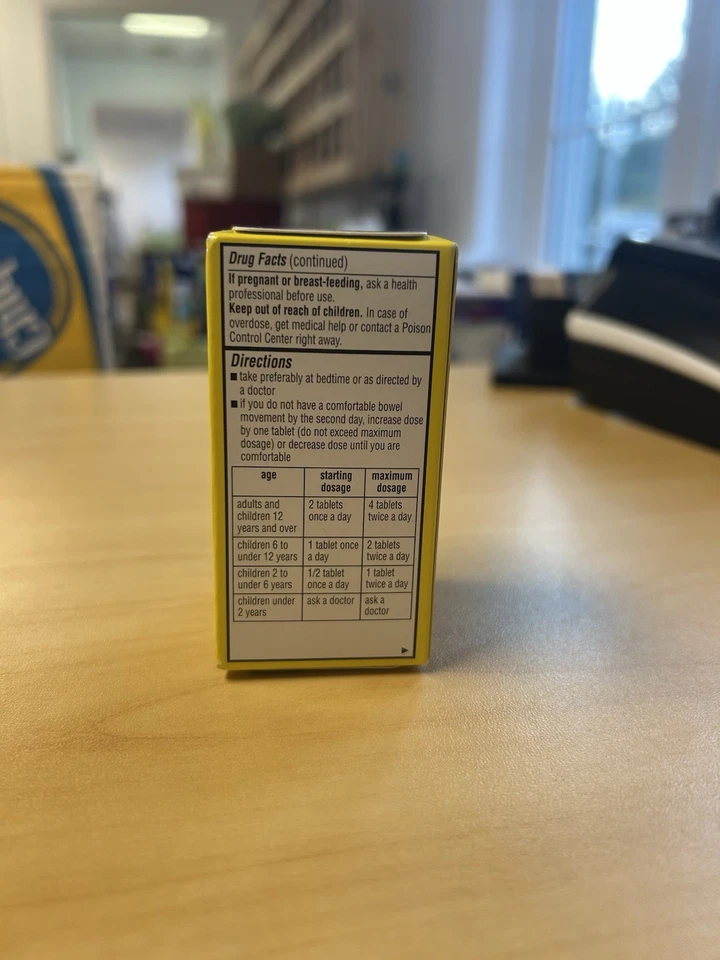 Drug Facts (continued)
If pregnant or breast-feeding, ask a health
professional before use.
Keep out of reach of children. In case of
overdose, get medical help or contact a Poison
Control Center right away.
Directions
■ take preferably at bedtime or as directed by
a doctor
■ if you do not have a comfortable bowel
movement by the second day, increase dose
by one tablet (do not exceed maximum
dosage) or decrease dose until you are
comfortable
age starting maximum
dosage dosage
adults and 2 tablets 4 tablets
children 12 once a day twice a day
years and over
children 6 to 1 tablet once 2 tablets
under 12 years a day twice a day
children 2 to 1/2 tablet 1 tablet
under 6 years once a day twice a day
children under ask a doctor ask a
2 years doctor